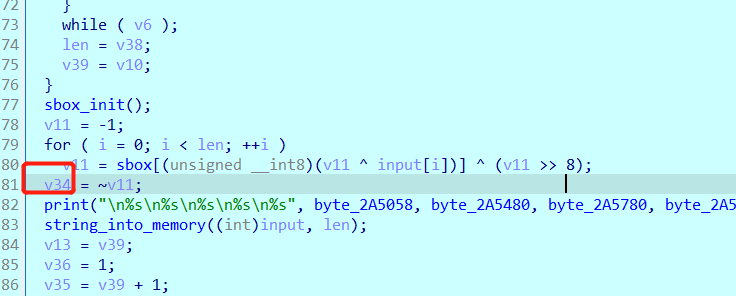 72 }
73 while ( v6 );
74 len = v38;
75 v39 = v10;
76 }
77 sbox_init();
78 v11 = -1;
79 for ( i = 0; i < len; ++i )
80 v11 = sbox[(unsigned __int8)(v11 ^ input[i])] ^ (v11 >> 8);
81 v34 = ~v11;
82 print("\n%s\n%s\n%s\n%s\n%s", byte_2A5058, byte_2A5480, byte_2A5780, byte_2A5
83 string_into_memory((int)input, len);
84 v13 = v39;
85 v36 = 1;
86 v35 = v39 + 1;